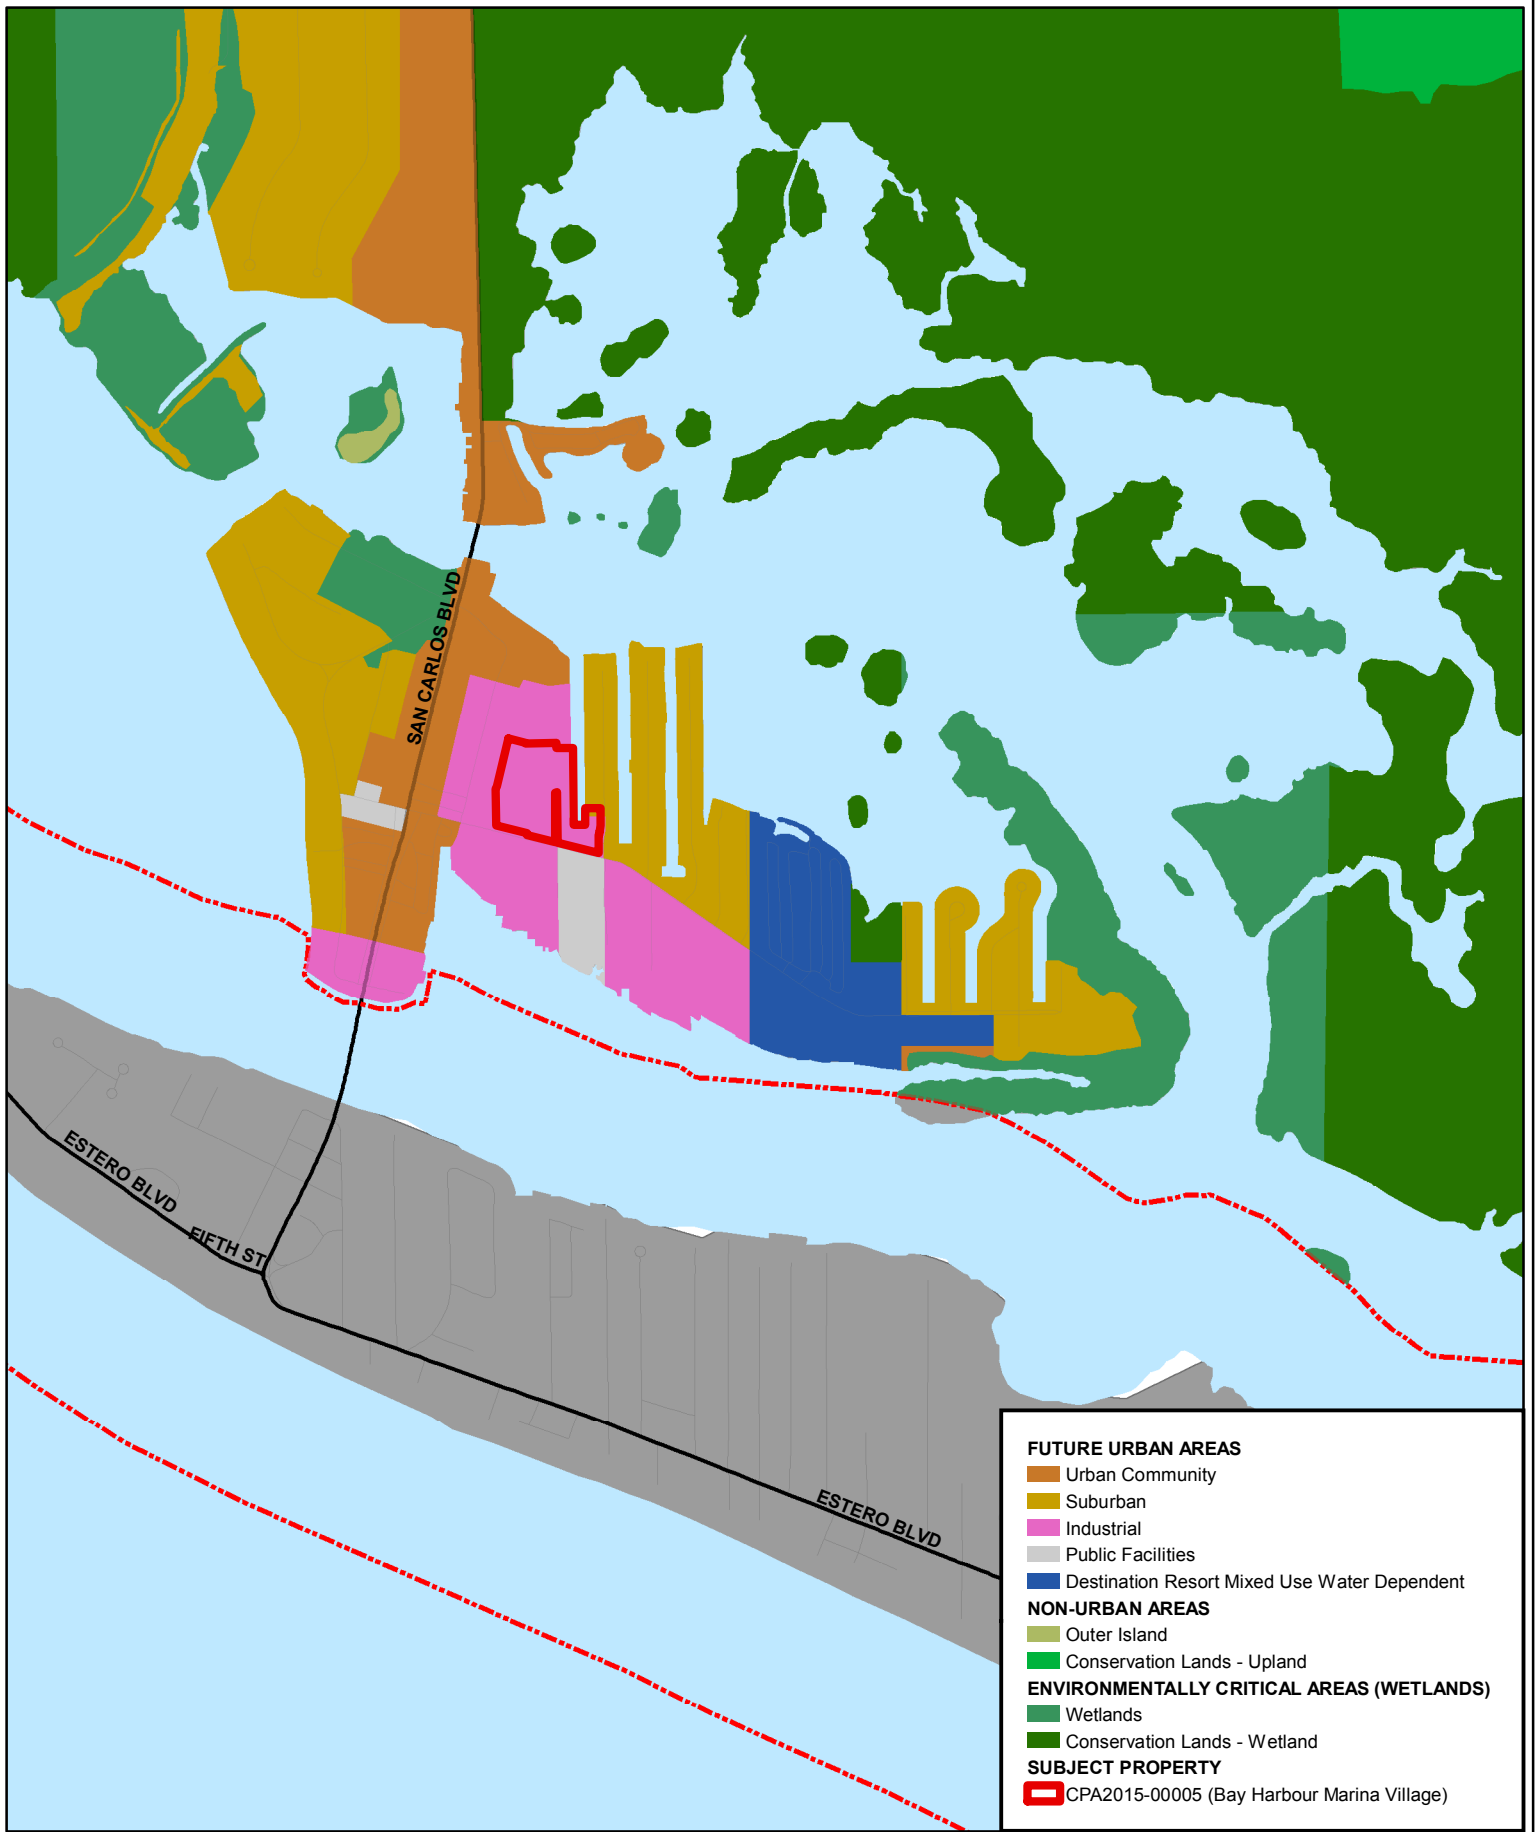 SAN CARLOS BLVD
ESTERO BLVD
FIFTH ST
ESTERO BLVD
FUTURE URBAN AREAS
Urban Community
Suburban
Industrial
Public Facilities
Destination Resort Mixed Use Water Dependent
NON-URBAN AREAS
Outer Island
Conservation Lands - Upland
ENVIRONMENTALLY CRITICAL AREAS (WETLANDS)
Wetlands
Conservation Lands - Wetland
SUBJECT PROPERTY
CPA2015-00005 (Bay Harbour Marina Village)